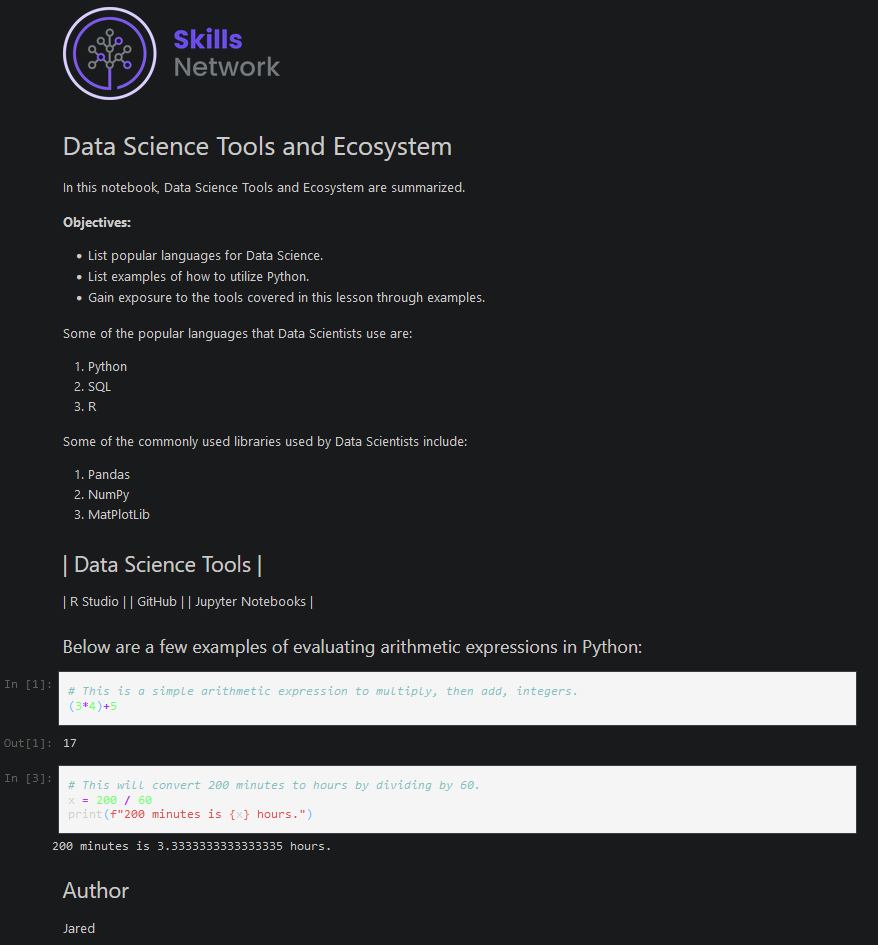 Skills
Network
Data Science Tools and Ecosystem
In this notebook, Data Science Tools and Ecosystem are summarized.
Objectives:
• List popular languages for Data Science.
• List examples of how to utilize Python.
• Gain exposure to the tools covered in this lesson through examples.
Some of the popular languages that Data Scientists use are:
1. Python
2. SQL
3. R
Some of the commonly used libraries used by Data Scientists include:
1. Pandas
2. NumPy
3. MatPlotLib
| Data Science Tools |
| R Studio | | GitHub | | Jupyter Notebooks |
Below are a few examples of evaluating arithmetic expressions in Python:
In [1]:
# This is a simple arithmetic expression to multiply, then add, integers.
(3*4)+5
Out[1]: 17
In [3]:
# This will convert 200 minutes to hours by dividing by 60.
x = 200 / 60
print(f"200 minutes is {x} hours.")
200 minutes is 3.3333333333333335 hours.
Author
Jared